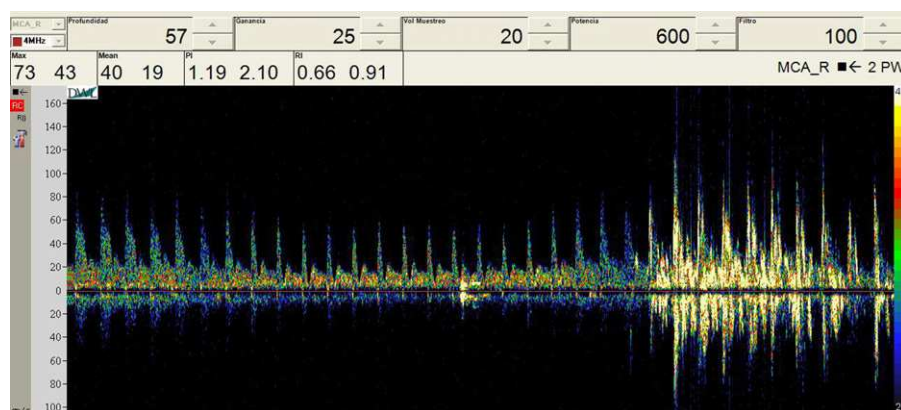 MCA_R Profundidad 57 Ganancia 25 Vol Muestreo 20 Potencia 600 Filtro 100
4MHz
Max Mean PI RI
73 43 40 19 1.19 2.10 0.66 0.91 MCA_R 2 PW
DWL
RC
160
140
120
100
80
60
40
20
0
20
40
60
80
100